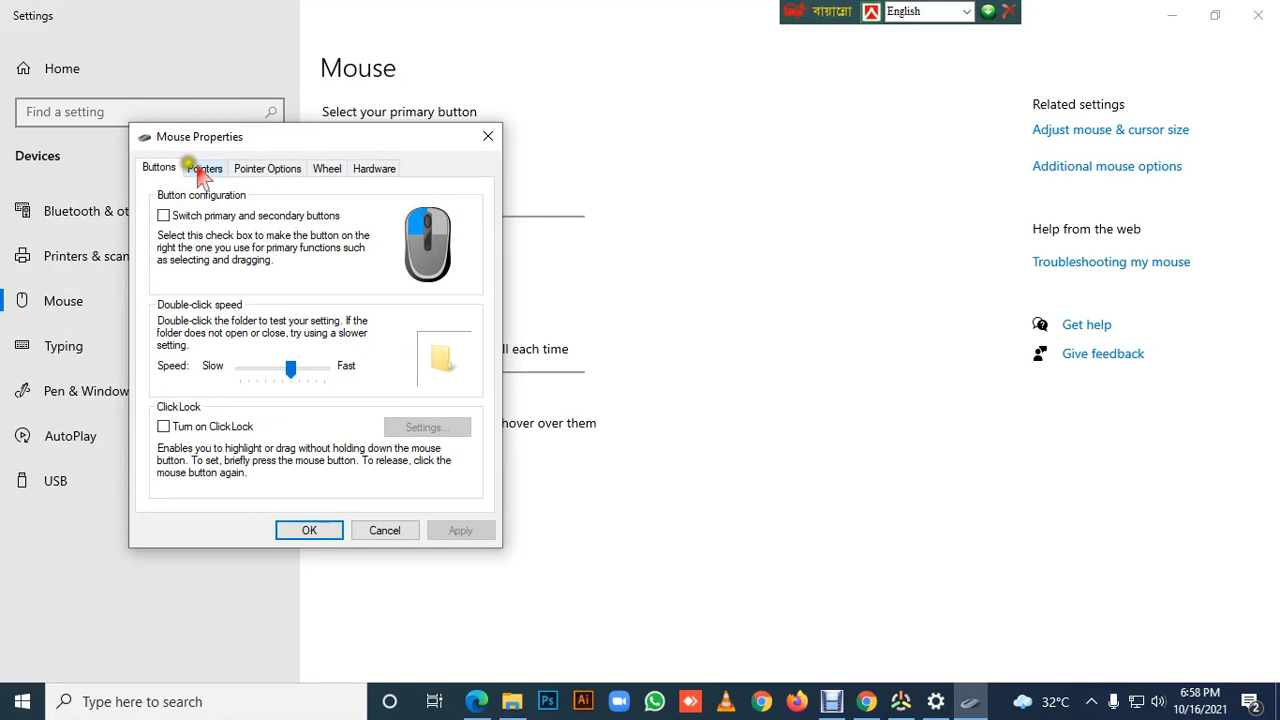 Settings
বায়ান্নো
English
Home
Find a setting
Devices
Bluetooth & ot
Printers & scan
Mouse
Typing
Pen & Window
AutoPlay
USB
Mouse
Select your primary button
ll each time
hover over them
Mouse Properties
Buttons
Pointers
Pointer Options
Wheel
Hardware
Button configuration
Switch primary and secondary buttons
Select this check box to make the button on the
right the one you use for primary functions such
as selecting and dragging.
Double-click speed
Double-click the folder to test your setting. If the
folder does not open or close, try using a slower
setting.
Speed: Slow Fast
ClickLock
Turn on ClickLock
Settings...
Enables you to highlight or drag without holding down the mouse
button. To set, briefly press the mouse button. To release, click the
mouse button again.
OK
Cancel
Apply
Related settings
Adjust mouse & cursor size
Additional mouse options
Help from the web
Troubleshooting my mouse
Get help
Give feedback
Type here to search
Ps
Ai
32°C
6:58 PM
10/16/2021
2